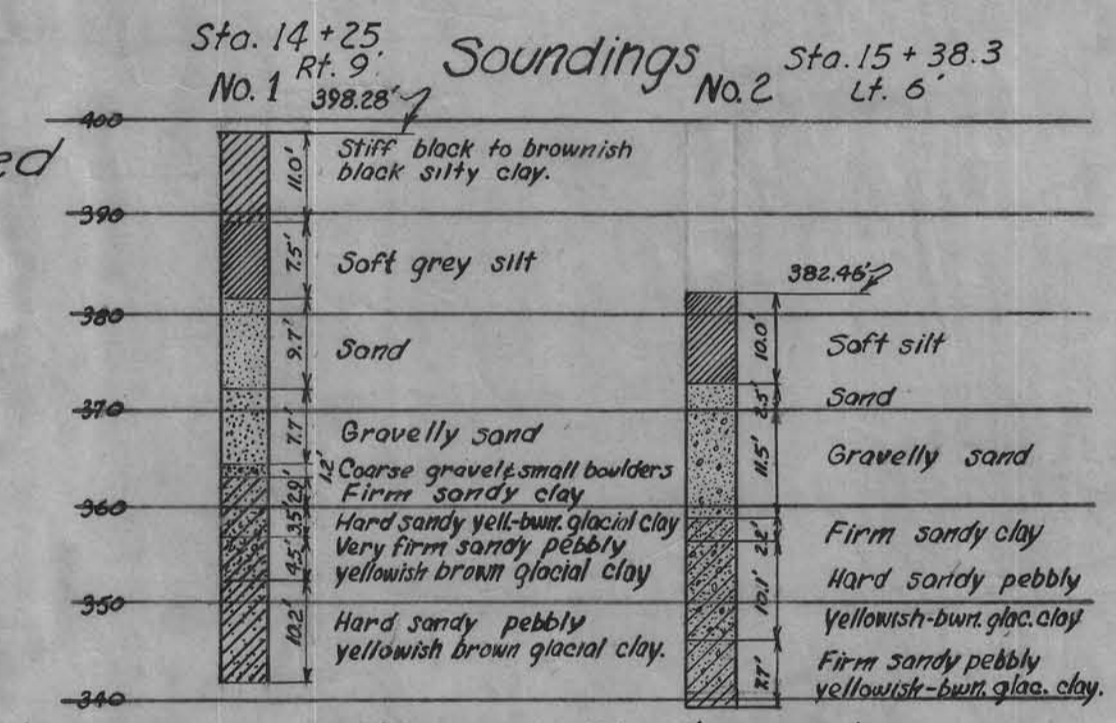 Soundings
Sta. 14 + 25
Rt. 9'
No. 1
398.28'
Sta. 15 + 38.3
Lt. 6'
No. 2
382.46'
ed
400
390
380
370
360
350
340
11.0'
Stiff black to brownish
black silty clay.
7.5'
Soft grey silt
9.7'
Sand
7.7'
Gravelly sand
1.2'
Coarse gravel & small boulders
2.9'
Firm sandy clay
3.5'
Hard sandy yell.-bwn. glacial clay
4.5'
Very firm sandy pebbly
yellowish brown glacial clay
10.2'
Hard sandy pebbly
yellowish brown glacial clay.
10.0'
Soft silt
2.5'
Sand
11.5'
Gravelly sand
2.2'
Firm sandy clay
10.1'
Hard sandy pebbly
yellowish-bwn. glac. clay
7.7'
Firm sandy pebbly
yellowish-bwn. glac. clay.